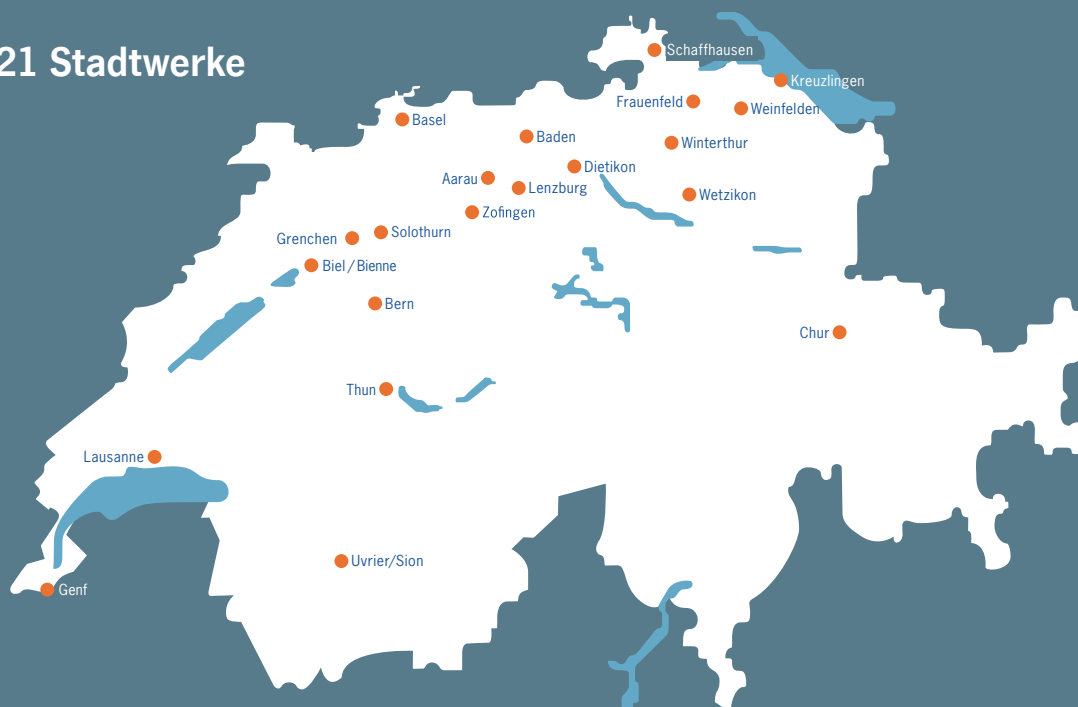 21 Stadtwerke
Schaffhausen
Kreuzlingen
Frauenfeld
Weinfelden
Basel
Baden
Winterthur
Dietikon
Aarau
Lenzburg
Wetzikon
Zofingen
Solothurn
Grenchen
Biel / Bienne
Bern
Chur
Thun
Lausanne
Uvrier/Sion
Genf